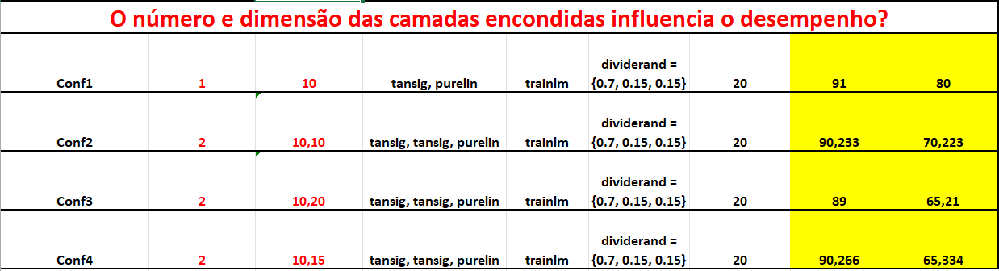 O número e dimensão das camadas encondidas influencia o desempenho?
dividerand =
Conf1 1 10 tansig, purelin trainlm {0.7, 0.15, 0.15} 20 91 80
dividerand =
Conf2 2 10,10 tansig, tansig, purelin trainlm {0.7, 0.15, 0.15} 20 90,233 70,223
dividerand =
Conf3 2 10,20 tansig, tansig, purelin trainlm {0.7, 0.15, 0.15} 20 89 65,21
dividerand =
Conf4 2 10,15 tansig, tansig, purelin trainlm {0.7, 0.15, 0.15} 20 90,266 65,334